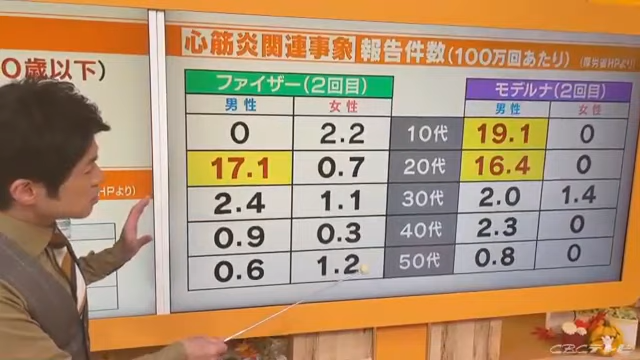 0歳以下)
HPより)
心筋炎関連事象 報告件数(100万回あたり)(厚労省HPより)
ファイザー(2回目) モデルナ(2回目)
男性 女性 男性 女性
0 2.2 10代 19.1 0
17.1 0.7 20代 16.4 0
2.4 1.1 30代 2.0 1.4
0.9 0.3 40代 2.3 0
0.6 1.2 50代 0.8 0
CBCテレビ